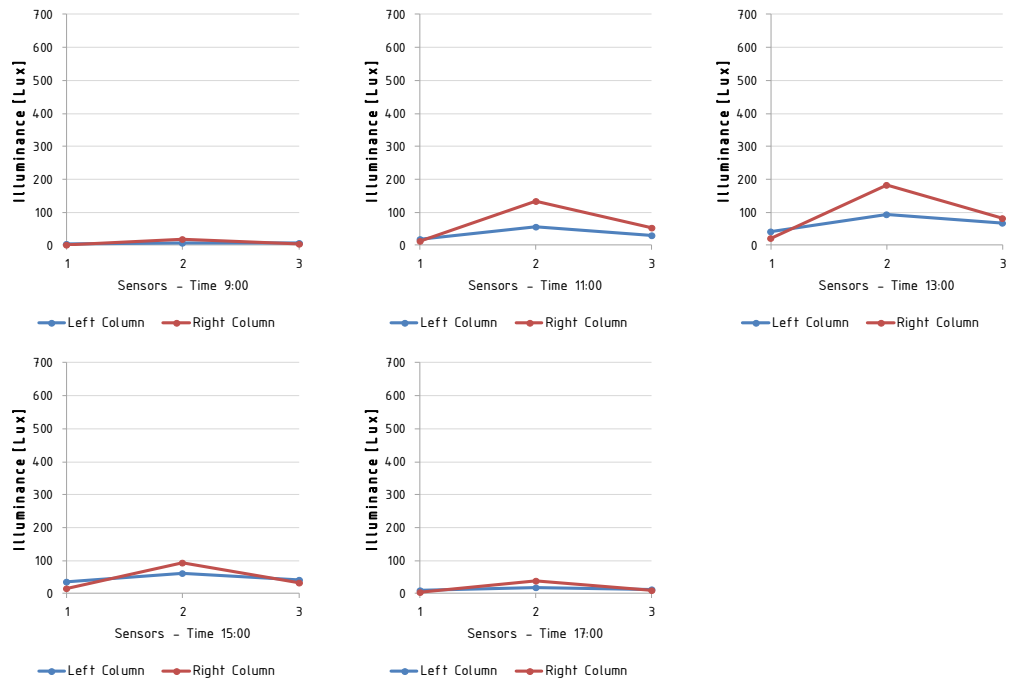 700
600
500
400
300
200
100
0
Illuminance [Lux]
1 2 3
Sensors - Time 9:00
Left Column Right Column
700
600
500
400
300
200
100
0
Illuminance [Lux]
1 2 3
Sensors - Time 11:00
Left Column Right Column
700
600
500
400
300
200
100
0
Illuminance [Lux]
1 2 3
Sensors - Time 13:00
Left Column Right Column
700
600
500
400
300
200
100
0
Illuminance [Lux]
1 2 3
Sensors - Time 15:00
Left Column Right Column
700
600
500
400
300
200
100
0
Illuminance [Lux]
1 2 3
Sensors - Time 17:00
Left Column Right Column